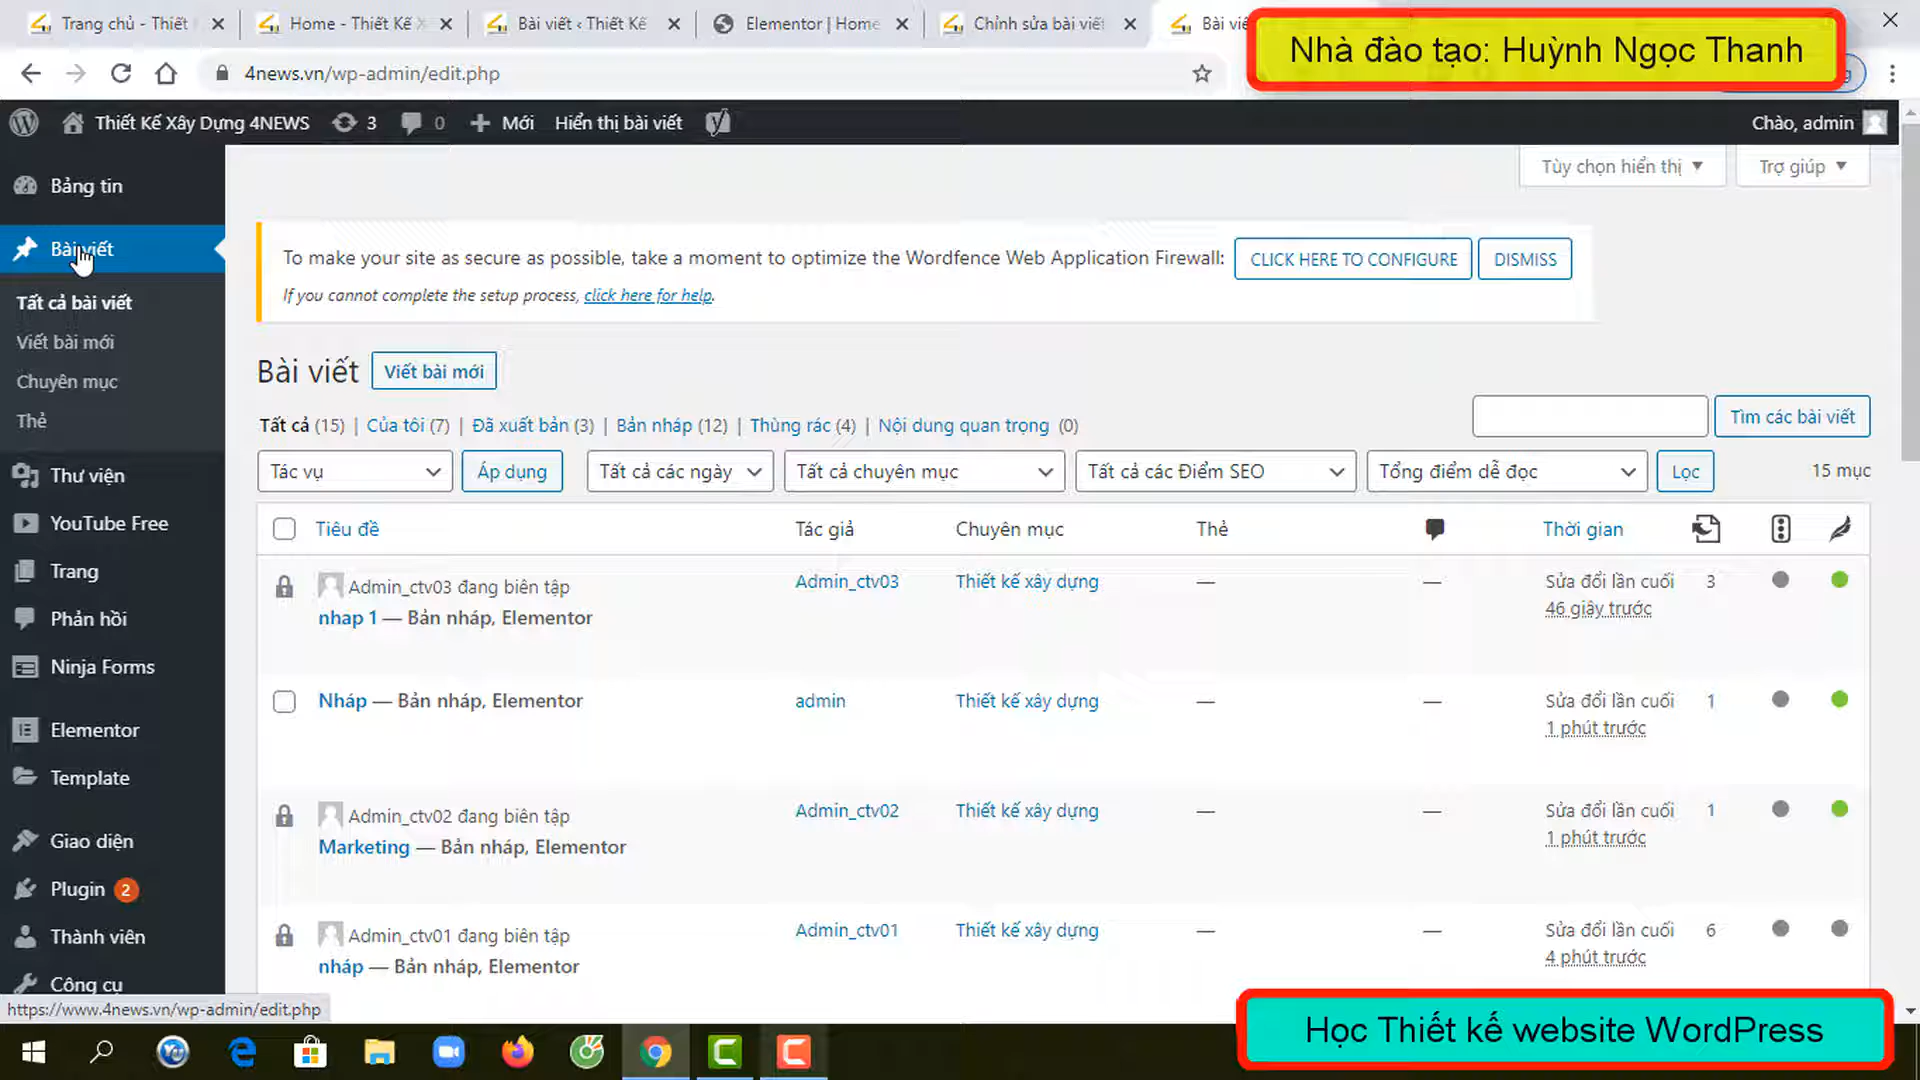 Trang chủ - Thiết
Home - Thiết Kế X
Bài viết ‹ Thiết Kế
Elementor | Home
Chỉnh sửa bài viết
Bài viế
Nhà đào tạo: Huỳnh Ngọc Thanh
4news.vn/wp-admin/edit.php
Thiết Kế Xây Dựng 4NEWS
3
0
Mới
Hiển thị bài viết
Chào, admin
Tùy chọn hiển thị
Trợ giúp
Bảng tin
Bài viết
Tất cả bài viết
Viết bài mới
Chuyên mục
Thẻ
Thư viện
YouTube Free
Trang
Phản hồi
Ninja Forms
Elementor
Template
Giao diện
Plugin 2
Thành viên
Công cụ
To make your site as secure as possible, take a moment to optimize the Wordfence Web Application Firewall:
CLICK HERE TO CONFIGURE
DISMISS
If you cannot complete the setup process, click here for help.
Bài viết
Viết bài mới
Tất cả (15) | Của tôi (7) | Đã xuất bản (3) | Bản nháp (12) | Thùng rác (4) | Nội dung quan trọng (0)
Tìm các bài viết
Tác vụ
Áp dụng
Tất cả các ngày
Tất cả chuyên mục
Tất cả các Điểm SEO
Tổng điểm dễ đọc
Lọc
15 mục
Tiêu đề
Tác giả
Chuyên mục
Thẻ
Thời gian
Admin_ctv03 đang biên tập
nhap 1 — Bản nháp, Elementor
Admin_ctv03
Thiết kế xây dựng
—
—
Sửa đổi lần cuối
46 giây trước
3
Nháp — Bản nháp, Elementor
admin
Thiết kế xây dựng
—
—
Sửa đổi lần cuối
1 phút trước
1
Admin_ctv02 đang biên tập
Marketing — Bản nháp, Elementor
Admin_ctv02
Thiết kế xây dựng
—
—
Sửa đổi lần cuối
1 phút trước
1
Admin_ctv01 đang biên tập
nháp — Bản nháp, Elementor
Admin_ctv01
Thiết kế xây dựng
—
—
Sửa đổi lần cuối
4 phút trước
6
https://www.4news.vn/wp-admin/edit.php
Học Thiết kế website WordPress